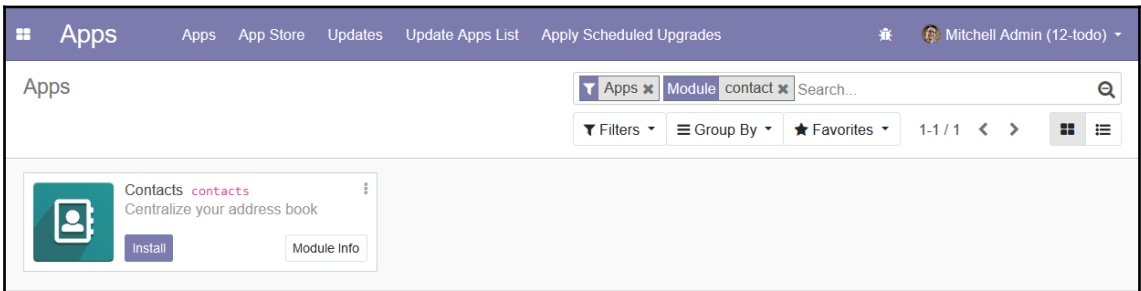 Apps Apps App Store Updates Update Apps List Apply Scheduled Upgrades Mitchell Admin (12-todo)
Apps Apps Module contact Search...
Filters Group By Favorites 1-1 / 1
Contacts contacts
Centralize your address book
Install Module Info